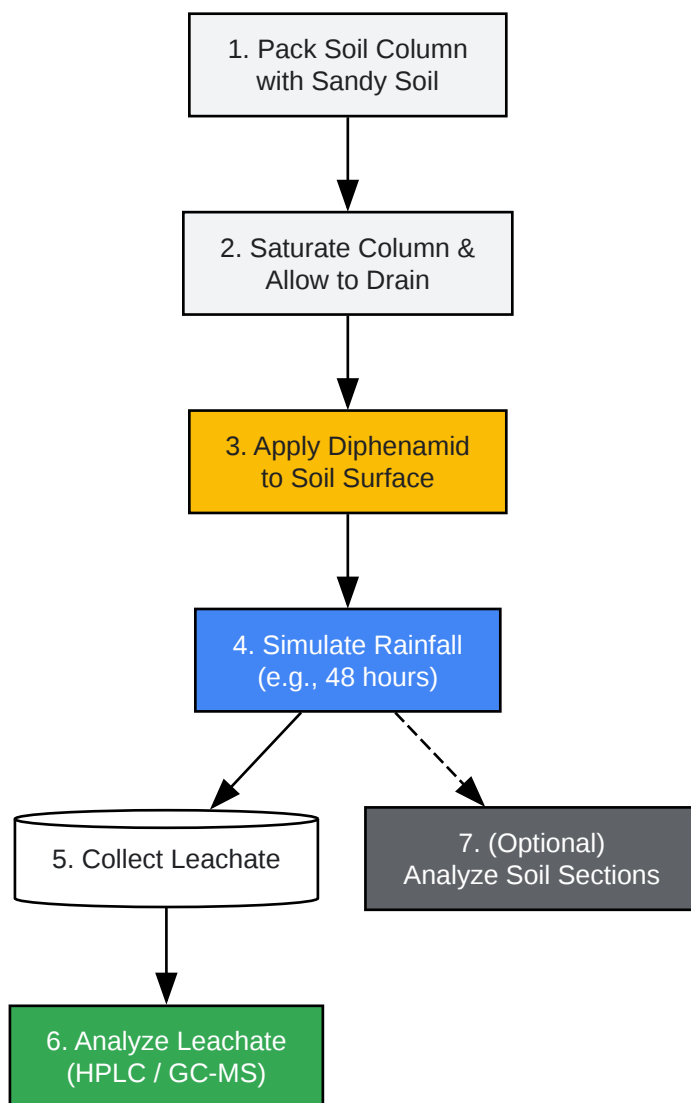 1. Pack Soil Column
with Sandy Soil
2. Saturate Column &
Allow to Drain
3. Apply Diphenamid
to Soil Surface
4. Simulate Rainfall
(e.g., 48 hours)
5. Collect Leachate
7. (Optional)
Analyze Soil Sections
6. Analyze Leachate
(HPLC / GC-MS)